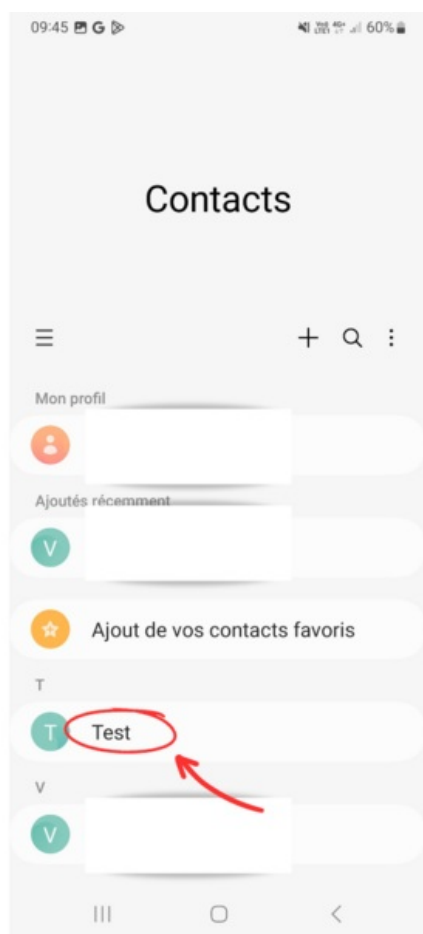 09:45 G 60%
Contacts
Mon profil
Ajoutés récemment
V
Ajout de vos contacts favoris
T
T Test
V
V